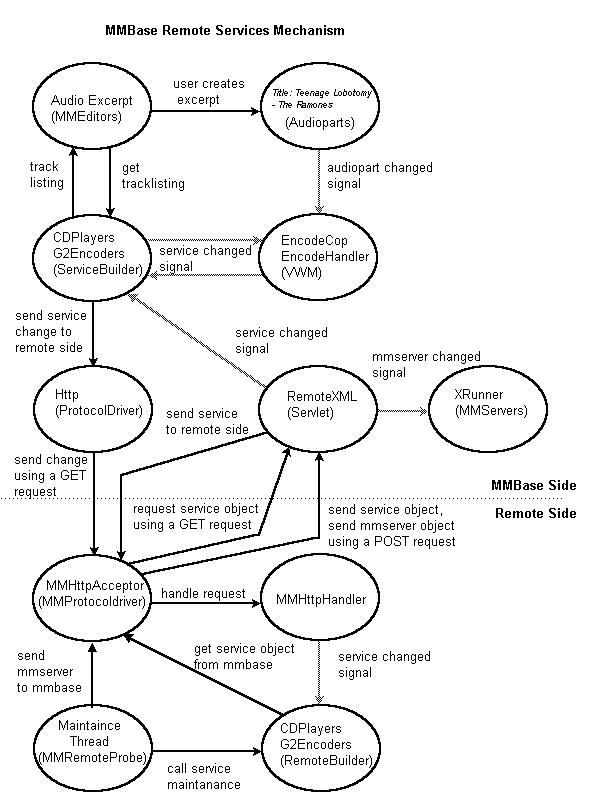 MMBase Remote Services Mechanism
Audio Excerpt
(MMEditors)
user creates
excerpt
Title: Teenage Lobotomy
- The Ramones
(Audioparts)
track
listing
get
tracklisting
audiopart changed
signal
CDPlayers
G2Encoders
(ServiceBuilder)
service changed
signal
EncodeCop
EncodeHandler
(VWM)
send service
change to
remote side
service changed
signal
mmserver changed
signal
Http
(ProtocolDriver)
send service
to remote side
RemoteXML
(Servlet)
XRunner
(MMServers)
send change
using a GET
request
MMBase Side
Remote Side
request service object
using a GET request
send service object,
send mmserver object
using a POST request
MMHttpAcceptor
(MMProtocoldriver)
handle request
MMHttpHandler
send
mmserver
to mmbase
get service object
from mmbase
service changed
signal
Maintaince
Thread
(MMRemoteProbe)
call service
maintanance
CDPlayers
G2Encoders
(RemoteBuilder)